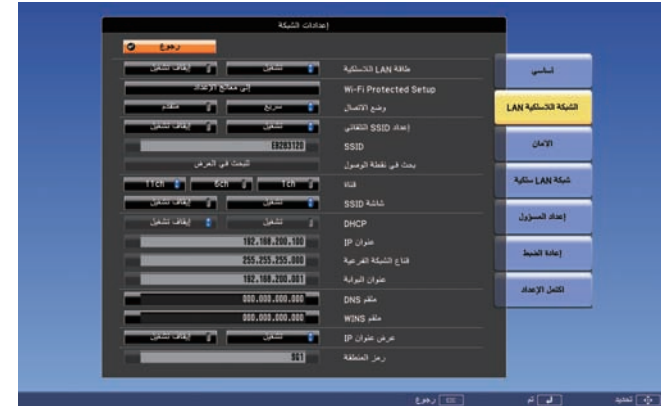 إعدادات الشبكة
رجوع
طاقة LAN اللاسلكية تشغيل إيقاف تشغيل
Wi-Fi Protected Setup إلى معالج الإعداد
وضع الاتصال سريع متقدم
إعداد SSID التلقائي تشغيل إيقاف تشغيل
SSID EB263120
بحث في نقطة الوصول للبحث في العرض
قناة 1ch 6ch 11ch
شاشة SSID تشغيل إيقاف تشغيل
DHCP تشغيل إيقاف تشغيل
عنوان IP 192.168.200.100
قناع الشبكة الفرعية 255.255.255.000
عنوان البوابة 192.168.200.001
ملقم DNS 000.000.000.000
ملقم WINS 000.000.000.000
عرض عنوان IP تشغيل إيقاف تشغيل
رمز المنطقة SG1
أساسي
الشبكة اللاسلكية LAN
الأمان
شبكة LAN سلكية
إعداد المسؤول
إعادة الضبط
اكتمل الإعداد
تحديد تم رجوع